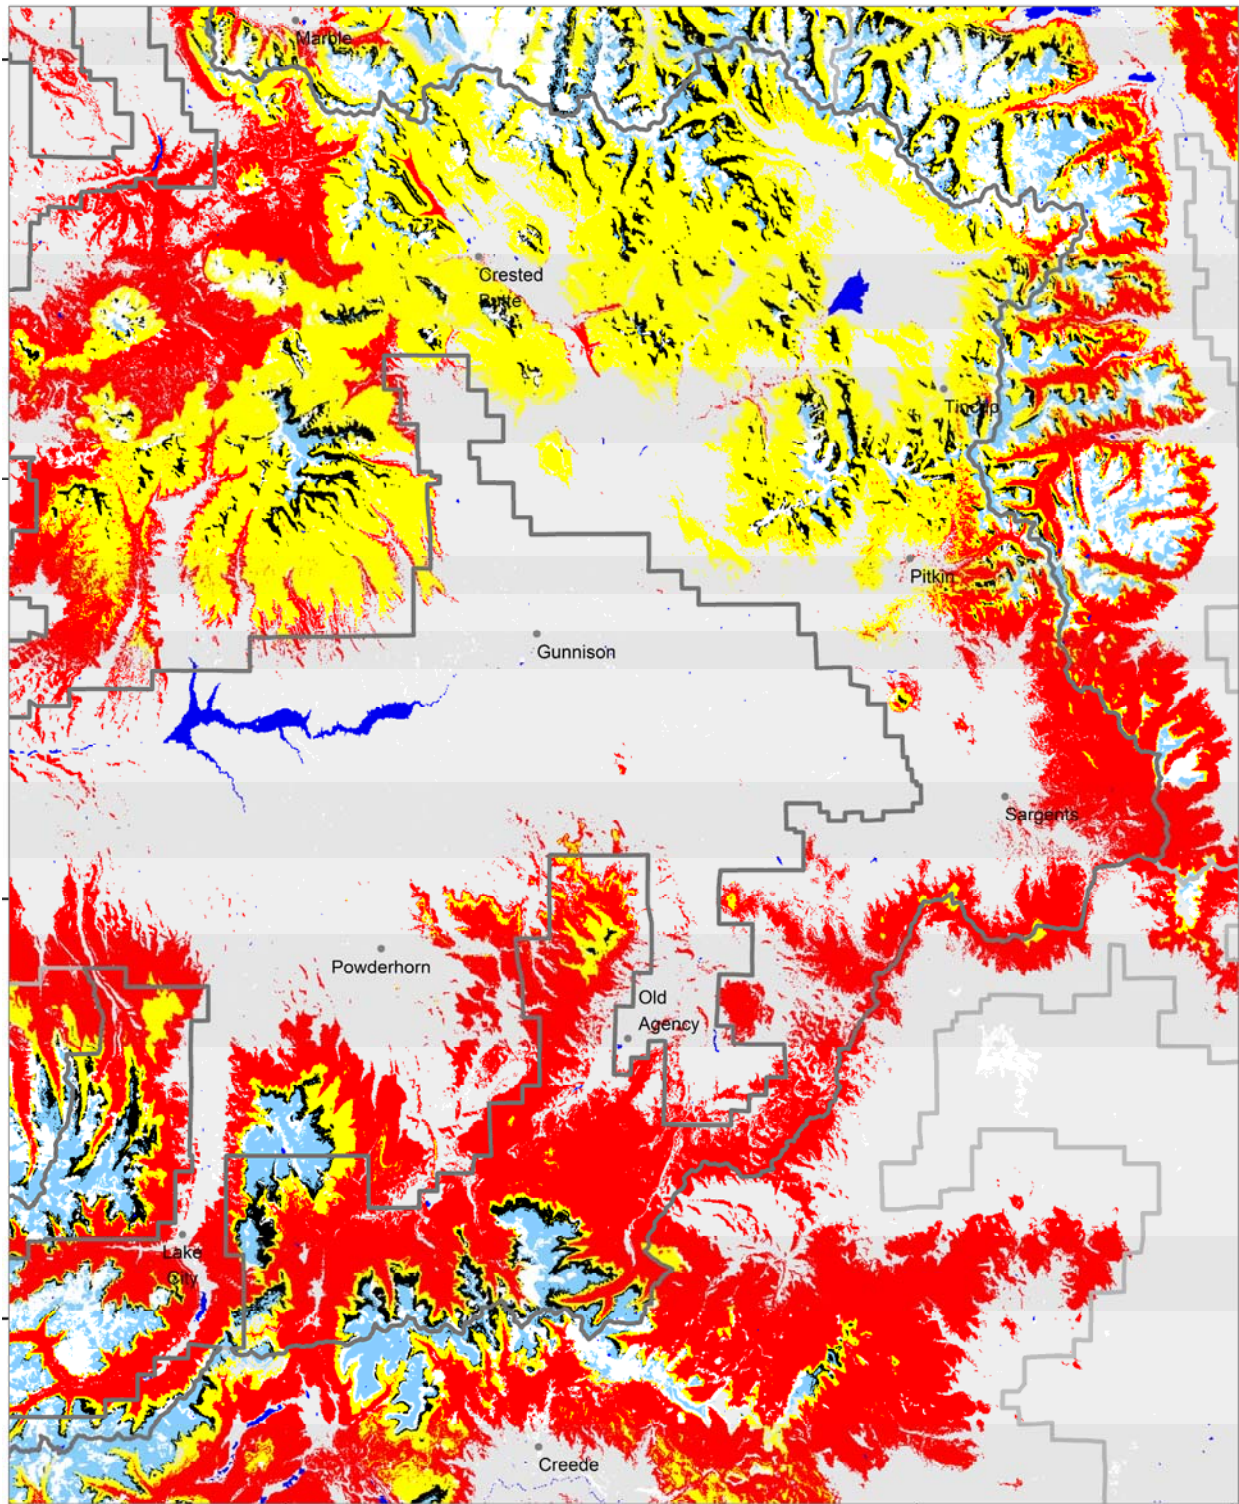 Marble
Crested
Butte
Tincup
Pitkin
Gunnison
Sargents
Powderhorn
Old
Agency
Lake
City
Creede